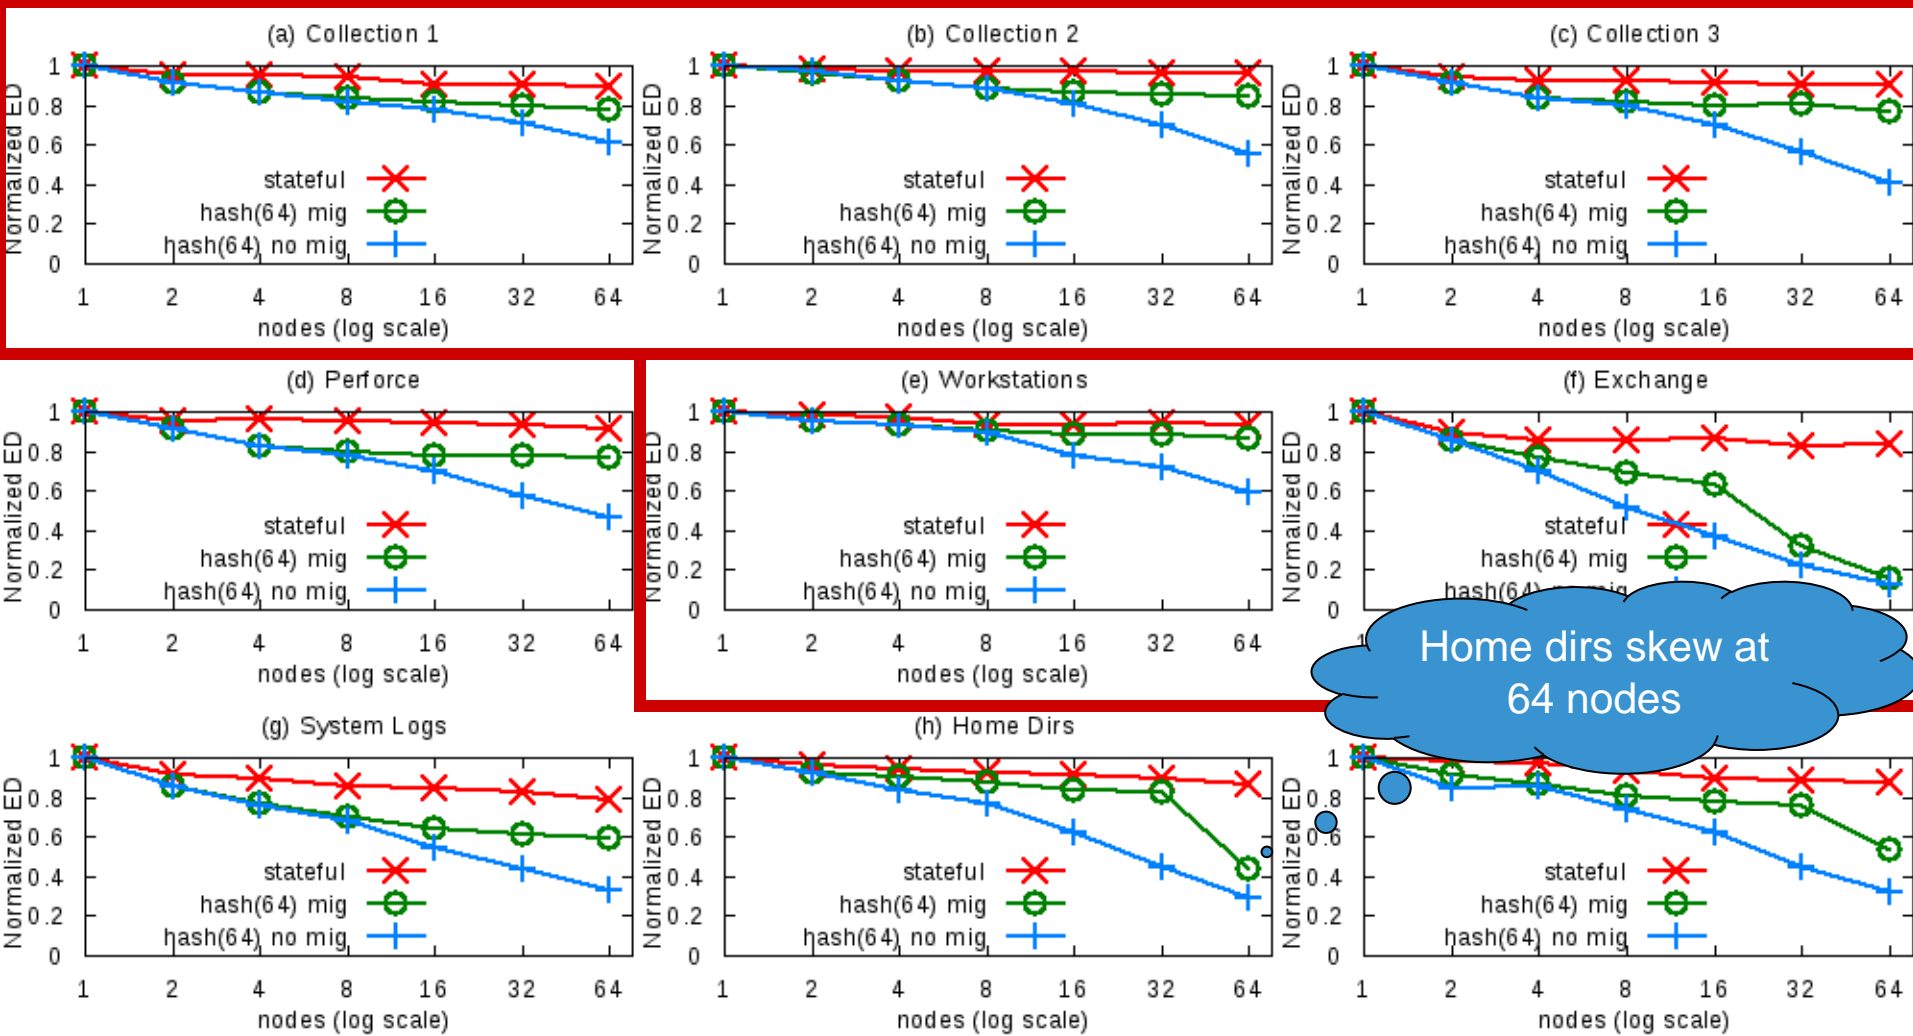 (a) Collection 1
Normalized ED
1
0.8
0.6
0.4
0.2
0
stateful
hash(64) mig
hash(64) no mig
1 2 4 8 16 32 64
nodes (log scale)
(b) Collection 2
Normalized ED
1
0.8
0.6
0.4
0.2
0
stateful
hash(64) mig
hash(64) no mig
1 2 4 8 16 32 64
nodes (log scale)
(c) Collection 3
Normalized ED
1
0.8
0.6
0.4
0.2
0
stateful
hash(64) mig
hash(64) no mig
1 2 4 8 16 32 64
nodes (log scale)
(d) Perforce
Normalized ED
1
0.8
0.6
0.4
0.2
0
stateful
hash(64) mig
hash(64) no mig
1 2 4 8 16 32 64
nodes (log scale)
(e) Workstations
Normalized ED
1
0.8
0.6
0.4
0.2
0
stateful
hash(64) mig
hash(64) no mig
1 2 4 8 16 32 64
nodes (log scale)
(f) Exchange
Normalized ED
1
0.8
0.6
0.4
0.2
0
stateful
hash(64) mig
Home dirs skew at
64 nodes
(g) System Logs
Normalized ED
1
0.8
0.6
0.4
0.2
0
stateful
hash(64) mig
hash(64) no mig
1 2 4 8 16 32 64
nodes (log scale)
(h) Home Dirs
Normalized ED
1
0.8
0.6
0.4
0.2
0
stateful
hash(64) mig
hash(64) no mig
1 2 4 8 16 32 64
nodes (log scale)
Normalized ED
1
0.8
0.6
0.4
0.2
0
stateful
hash(64) mig
hash(64) no mig
1 2 4 8 16 32 64
nodes (log scale)